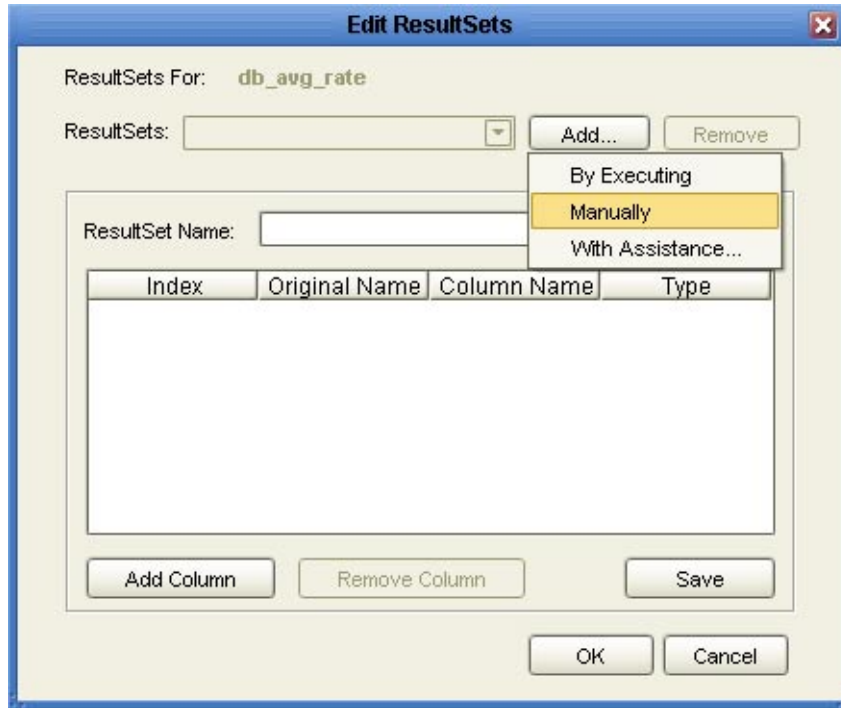 Edit ResultSets
ResultSets For: db_avg_rate
ResultSets: Add... Remove
By Executing
Manually
With Assistance...
ResultSet Name:
Index Original Name Column Name Type
Add Column Remove Column Save
OK Cancel